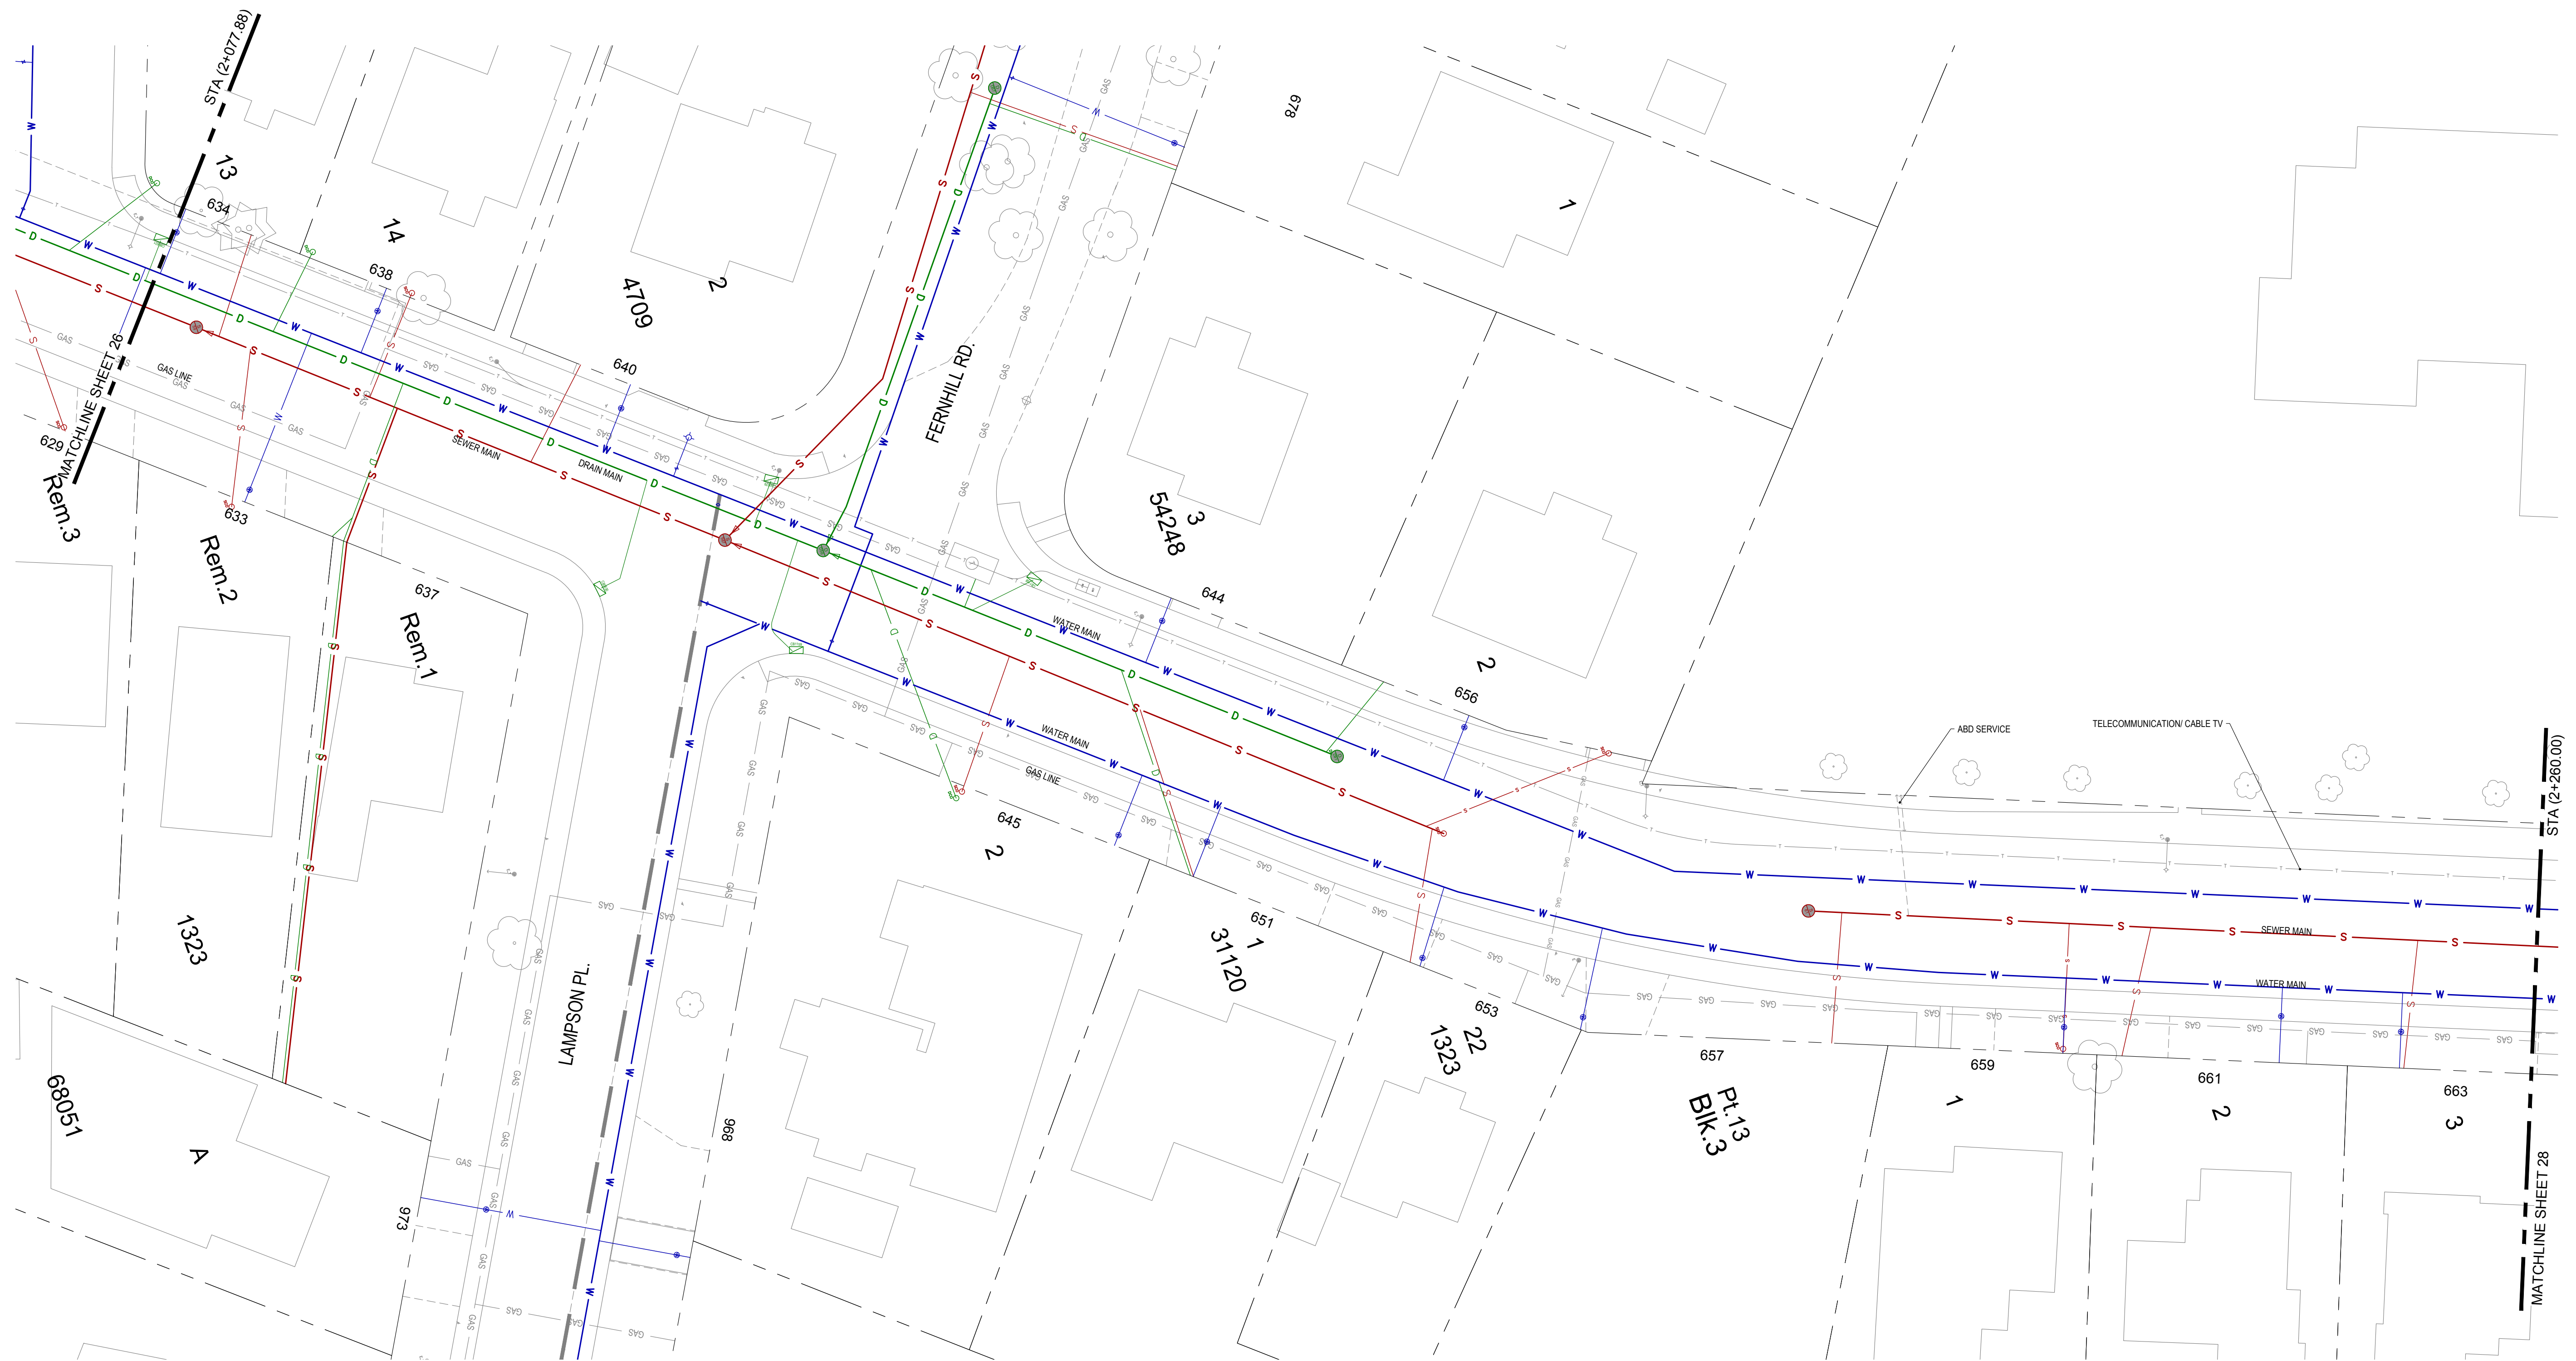 STA (2+077.88)
MATCHLINE SHEET 26
13
634
14
638
4709
2
640
FERNHILL RD.
678
1
3
54248
2
644
656
629
Rem.3
633
Rem.2
637
Rem.1
GAS LINE
SEWER MAIN
DRAIN MAIN
WATER MAIN
WATER MAIN
GAS LINE
645
2
651
1
31120
653
22
1323
657
Pt.13
Blk.3
659
1
661
2
663
3
ABD SERVICE
TELECOMMUNICATION/ CABLE TV
SEWER MAIN
WATER MAIN
STA (2+260.00)
MATCHLINE SHEET 28
1323
68051
A
973
968
LAMPSON PL.
W
D
S
GAS
T